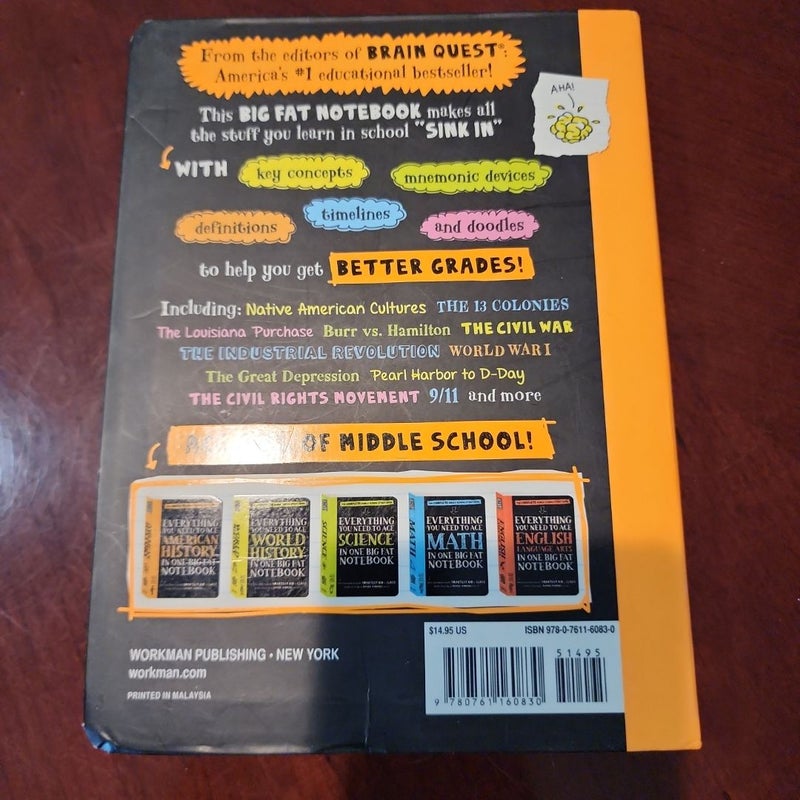 From the editors of BRAIN QUEST®:
America's #1 educational bestseller!
AHA!
This BIG FAT NOTEBOOK makes all
the stuff you learn in school "SINK IN"
WITH key concepts mnemonic devices
definitions timelines and doodles
to help you get BETTER GRADES!
Including: Native American Cultures THE 13 COLONIES
The Louisiana Purchase Burr vs. Hamilton THE CIVIL WAR
THE INDUSTRIAL REVOLUTION WORLD WAR I
The Great Depression Pearl Harbor to D-Day
THE CIVIL RIGHTS MOVEMENT 9/11 and more
OF MIDDLE SCHOOL!
EVERYTHING
YOU NEED TO ACE
AMERICAN
HISTORY
IN ONE BIG FAT
NOTEBOOK
EVERYTHING
YOU NEED TO ACE
WORLD
HISTORY
IN ONE BIG FAT
NOTEBOOK
SCIENCE
EVERYTHING
YOU NEED TO ACE
SCIENCE
IN ONE BIG FAT
NOTEBOOK
MATH
EVERYTHING
YOU NEED TO ACE
MATH
IN ONE BIG FAT
NOTEBOOK
EVERYTHING
YOU NEED TO ACE
ENGLISH
LANGUAGE ARTS
IN ONE BIG FAT
NOTEBOOK
WORKMAN PUBLISHING • NEW YORK
workman.com
PRINTED IN MALAYSIA
$14.95 US ISBN 978-0-7611-6083-0
51495
9 780761 160830